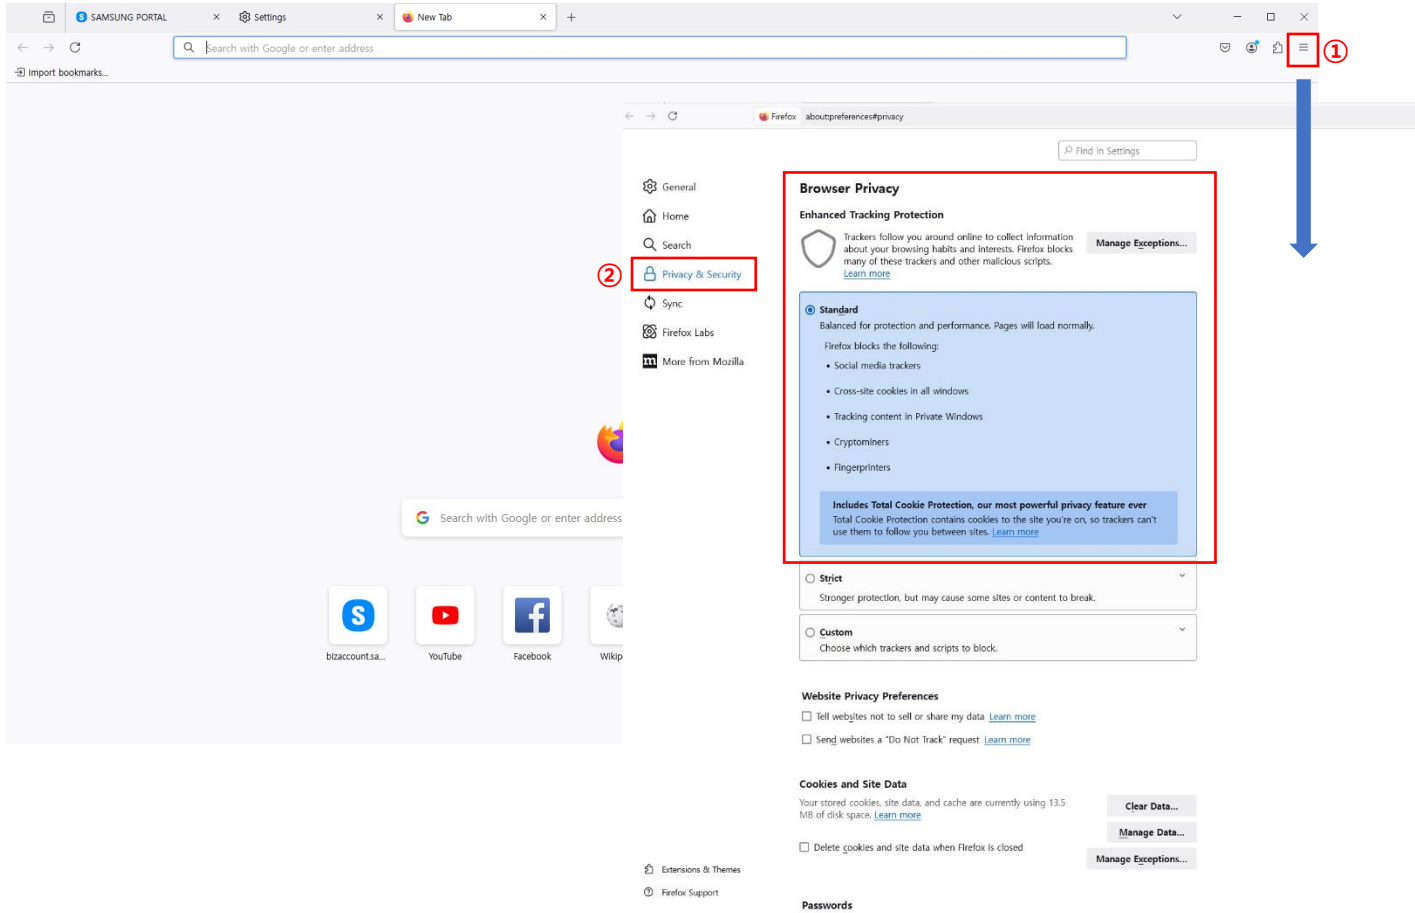 SAMSUNG PORTAL
Settings
New Tab
Search with Google or enter address
①
Import bookmarks...
Firefox about:preferences#privacy
Find in Settings
General
Home
Search
② Privacy & Security
Sync
Firefox Labs
m More from Mozilla
Browser Privacy
Enhanced Tracking Protection
Trackers follow you around online to collect information
about your browsing habits and interests. Firefox blocks
many of these trackers and other malicious scripts.
Learn more
Manage Exceptions...
Standard
Balanced for protection and performance. Pages will load normally.
Firefox blocks the following:
• Social media trackers
• Cross-site cookies in all windows
• Tracking content in Private Windows
• Cryptominers
• Fingerprinters
Includes Total Cookie Protection, our most powerful privacy feature ever
Total Cookie Protection contains cookies to the site you're on, so trackers can't
use them to follow you between sites. Learn more
Strict
Stronger protection, but may cause some sites or content to break.
Custom
Choose which trackers and scripts to block.
Website Privacy Preferences
Tell websites not to sell or share my data Learn more
Send websites a "Do Not Track" request Learn more
Cookies and Site Data
Your stored cookies, site data, and cache are currently using 13.5
MB of disk space. Learn more
Clear Data...
Manage Data...
Delete cookies and site data when Firefox is closed
Manage Exceptions...
Passwords
Extensions & Themes
Firefox Support
G Search with Google or enter address
S
f
bizaccount.sa...
YouTube
Facebook
Wikip